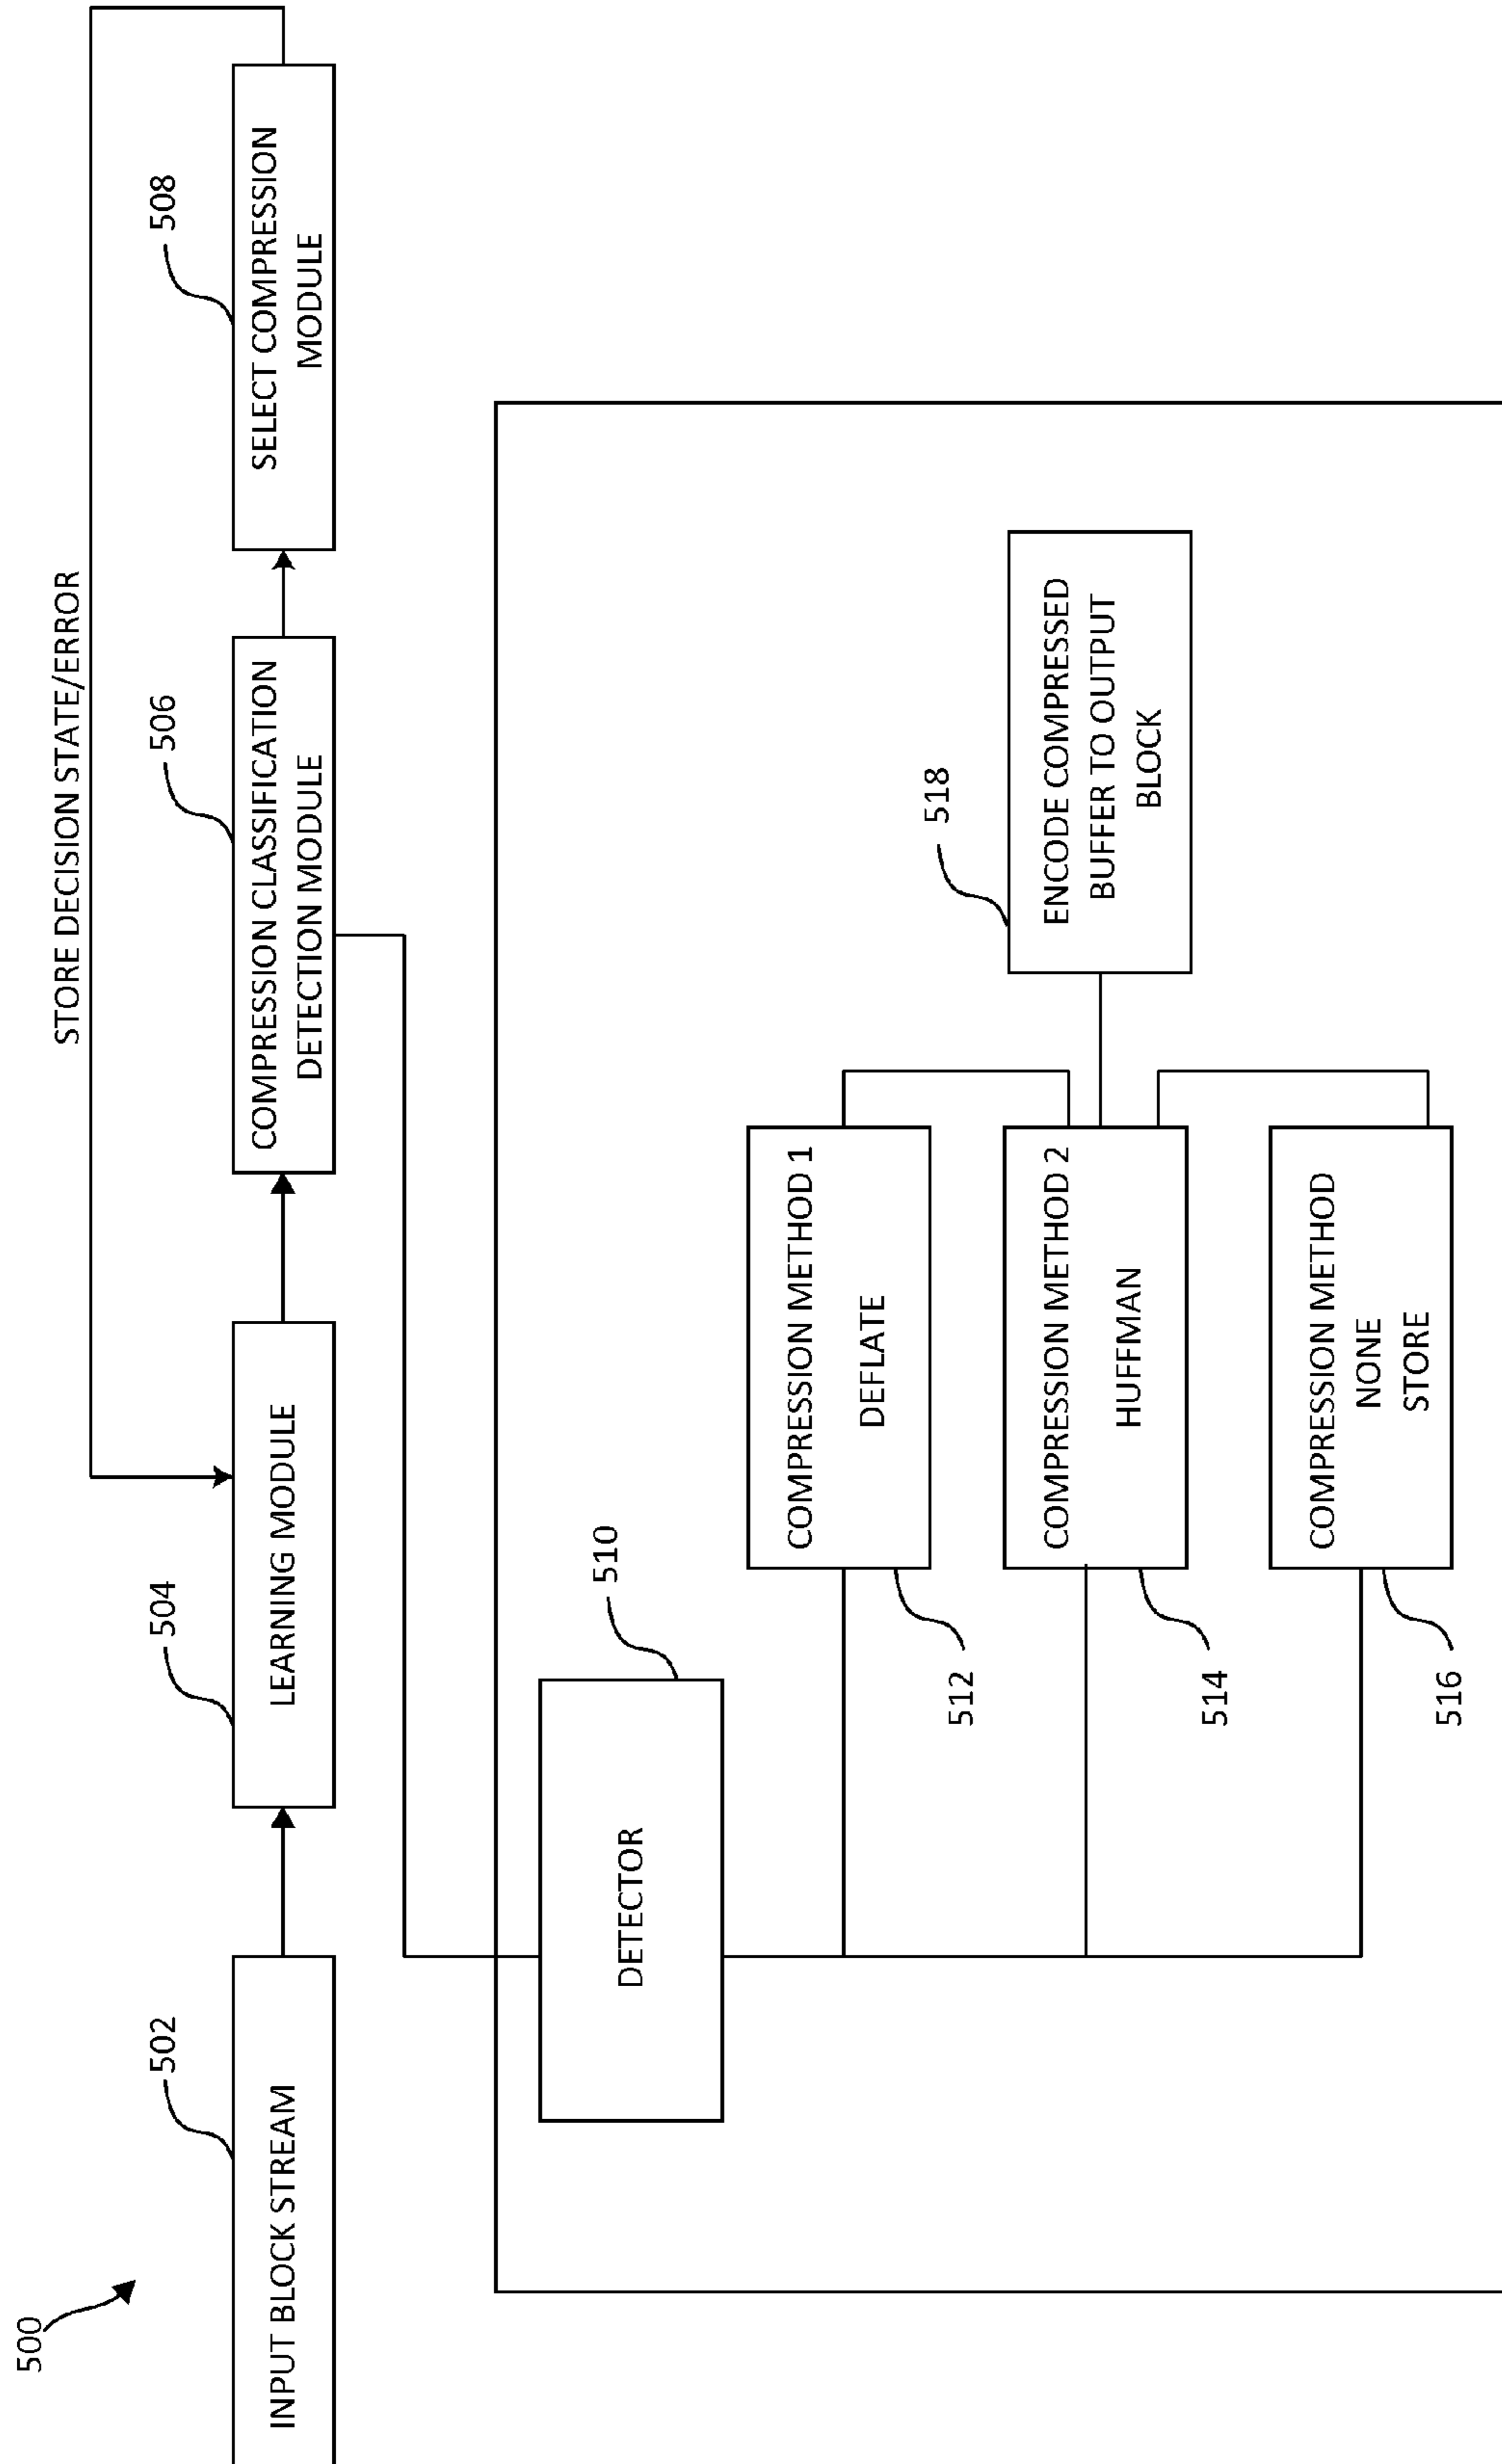 500
STORE DECISION STATE/ERROR
502
504
506
508
INPUT BLOCK STREAM
LEARNING MODULE
COMPRESSION CLASSIFICATION
DETECTION MODULE
SELECT COMPRESSION
MODULE
510
DETECTOR
512
COMPRESSION METHOD 1
DEFLATE
514
COMPRESSION METHOD 2
HUFFMAN
516
COMPRESSION METHOD
NONE
STORE
518
ENCODE COMPRESSED
BUFFER TO OUTPUT
BLOCK